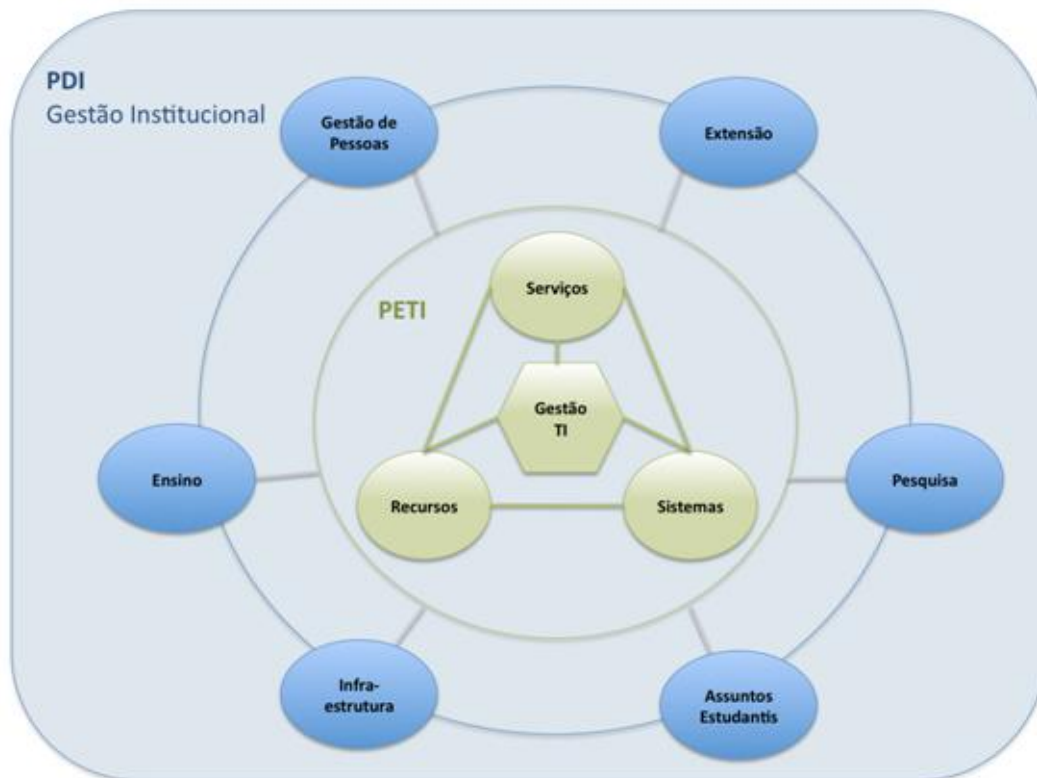 PDI
Gestão Institucional
Gestão de
Pessoas
Extensão
Serviços
PETI
Gestão
TI
Ensino
Recursos
Sistemas
Pesquisa
Infra-
estrutura
Assuntos
Estudantis